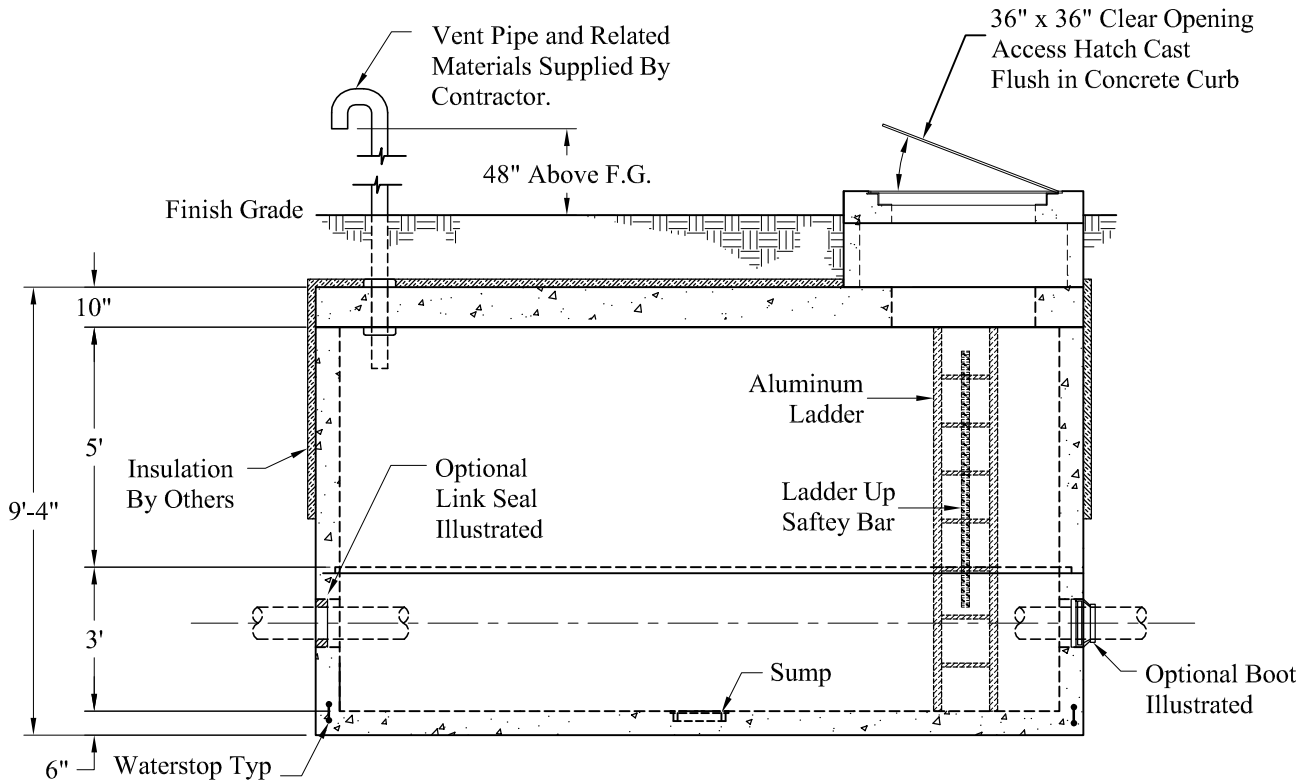 Vent Pipe and Related
Materials Supplied By
Contractor.
36" x 36" Clear Opening
Access Hatch Cast
Flush in Concrete Curb
48" Above F.G.
Finish Grade
10"
Aluminum
Ladder
5'
Insulation
By Others
Optional
Link Seal
Illustrated
Ladder Up
Saftey Bar
9'-4"
3'
Sump
Optional Boot
Illustrated
6"
Waterstop Typ